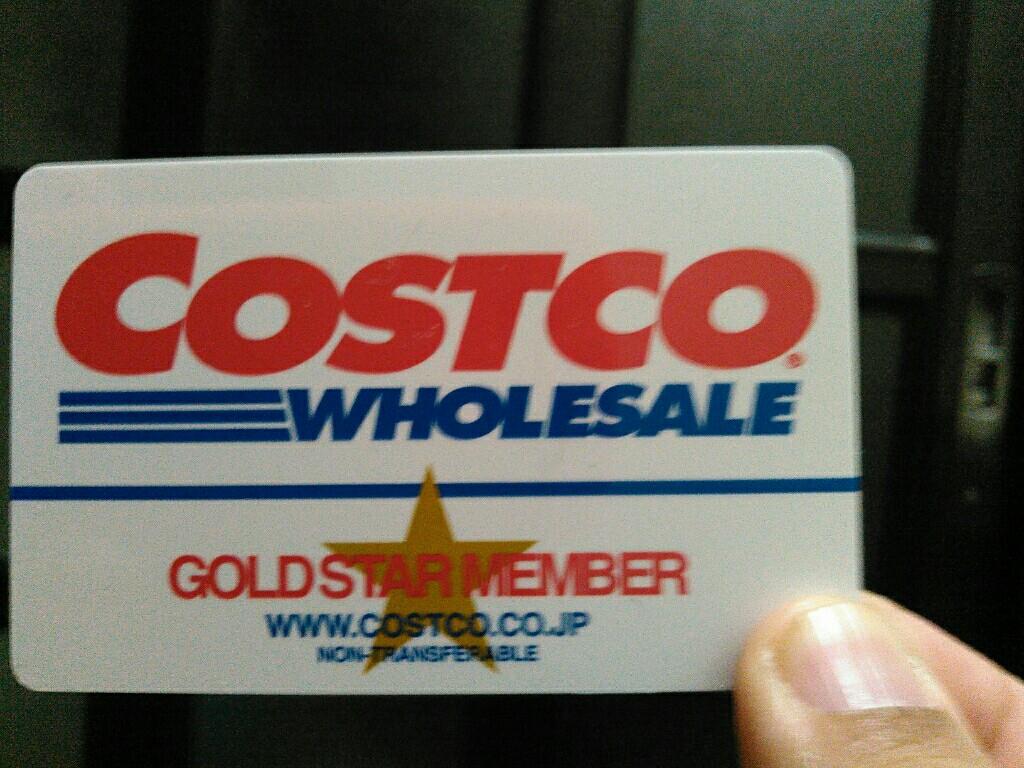 COSTCO
WHOLESALE
GOLD STAR MEMBER
WWW.COSTCO.CO.JP
NON-TRANSFERABLE